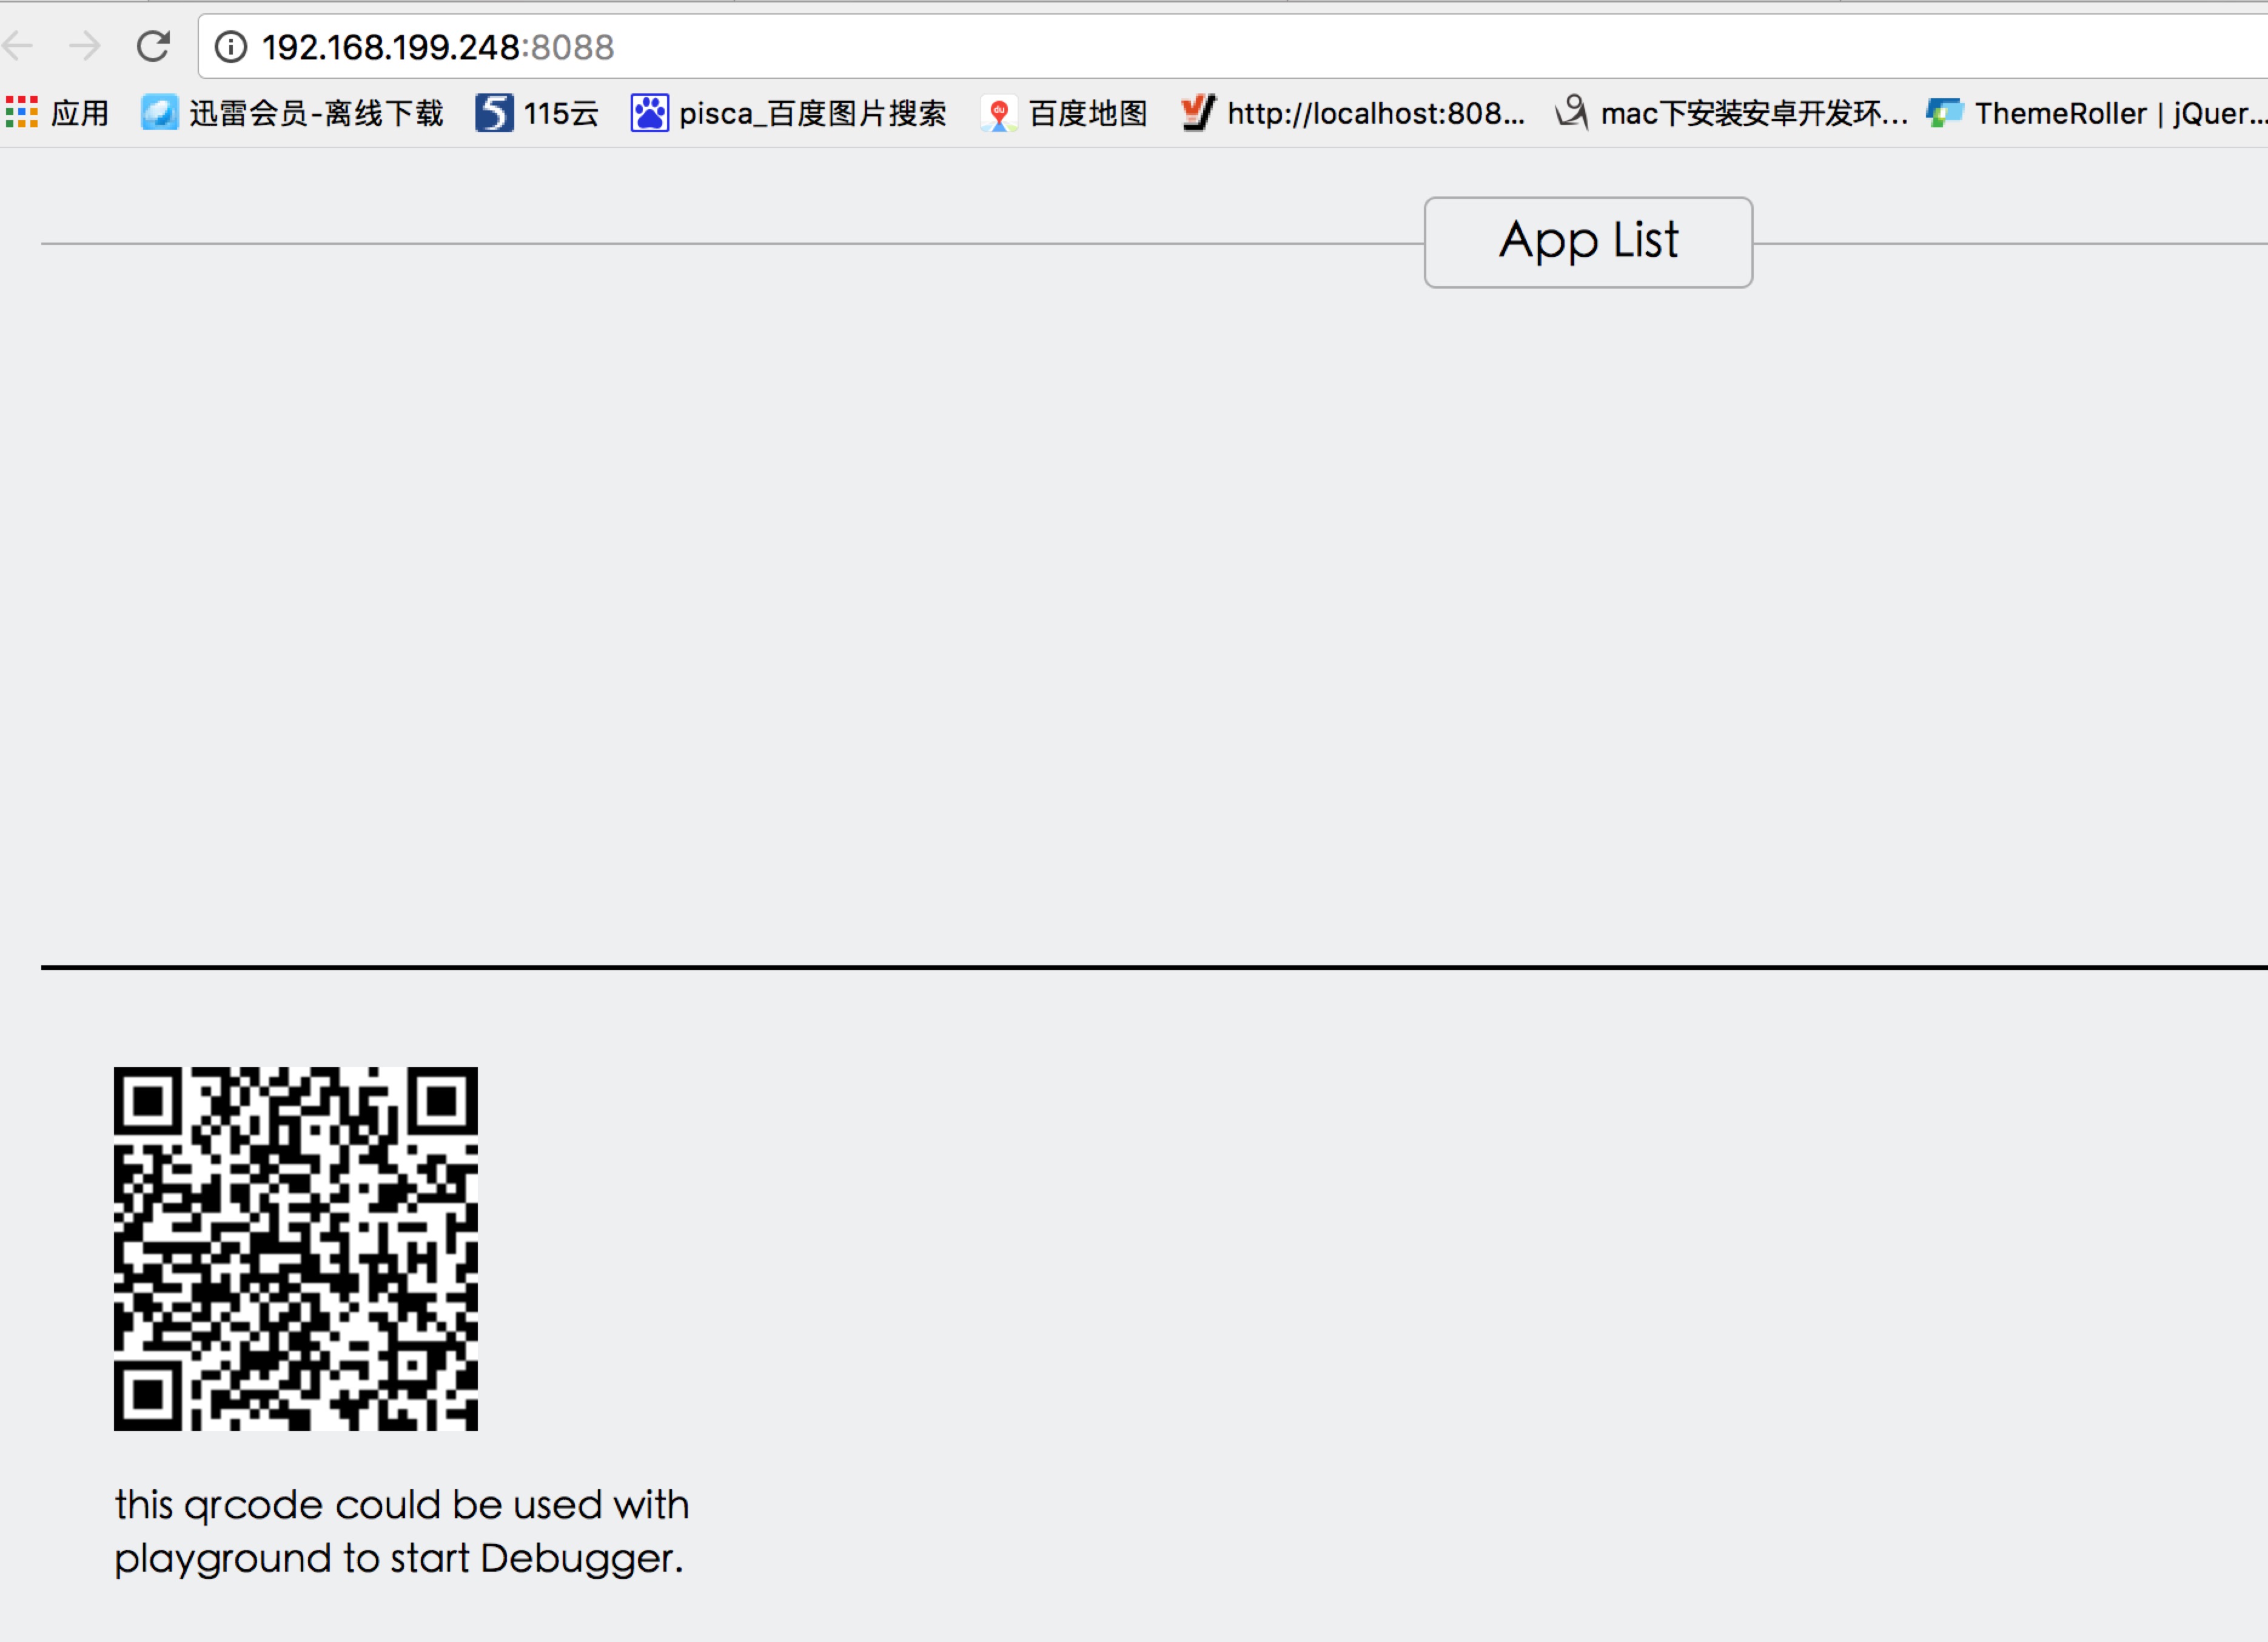 192.168.199.248:8088
应用 迅雷会员-离线下载 115云 pisca_百度图片搜索 百度地图 http://localhost:808... mac下安装安卓开发环... ThemeRoller | jQuer...
App List
this qrcode could be used with
playground to start Debugger.